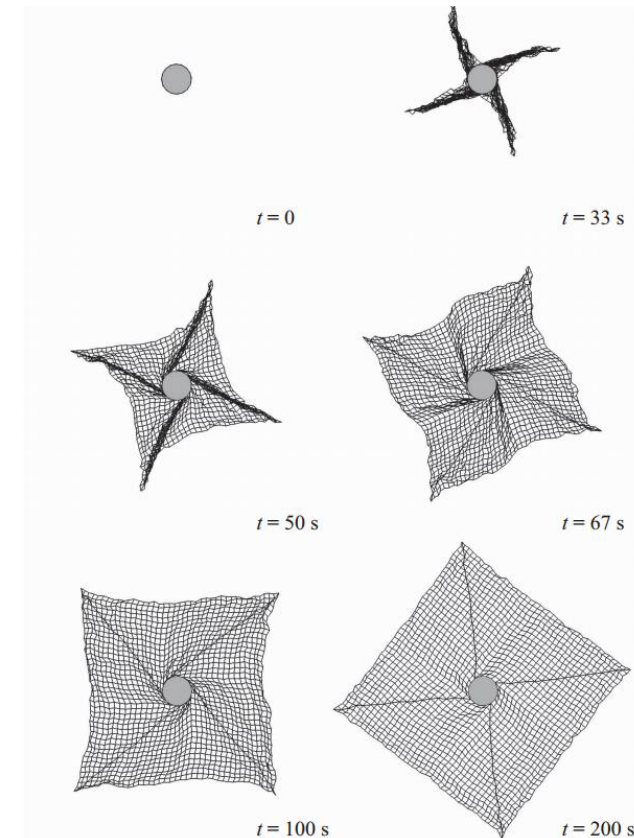 t = 0
t = 33 s
t = 50 s
t = 67 s
t = 100 s
t = 200 s